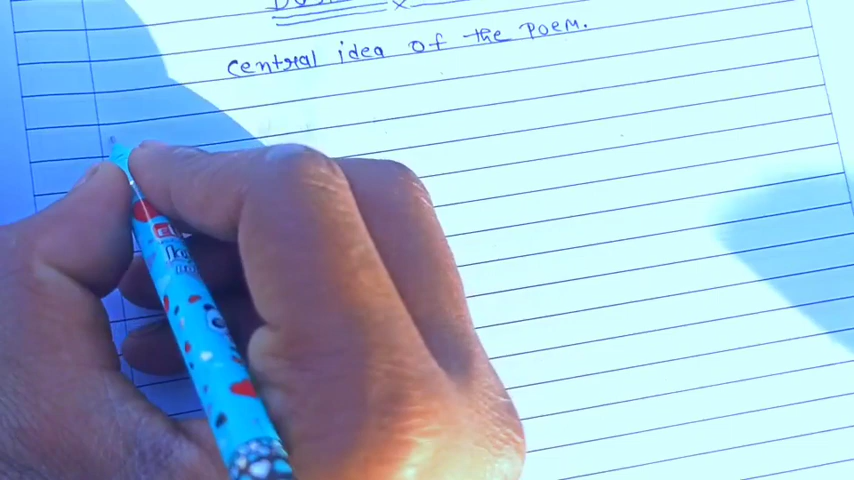 Central idea of the Poem.